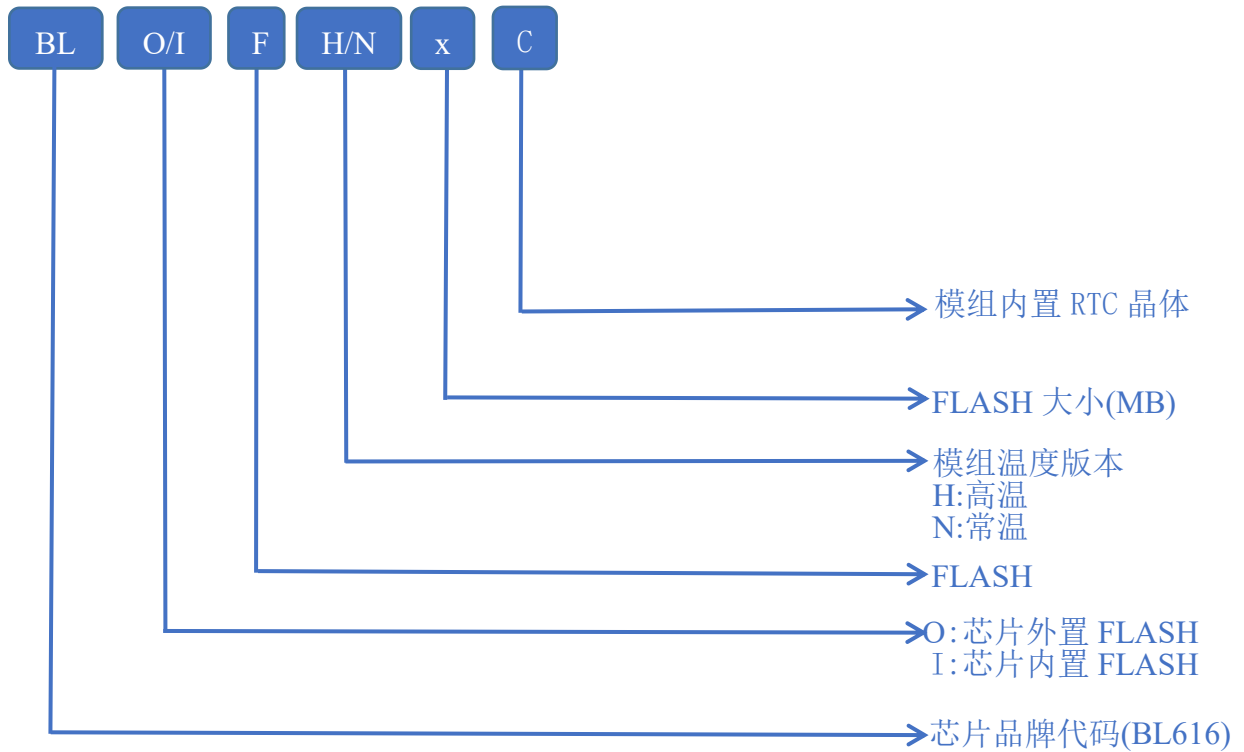 BL O/I F H/N x C
模组内置 RTC 晶体
FLASH 大小(MB)
模组温度版本
H:高温
N:常温
FLASH
O:芯片外置 FLASH
I:芯片内置 FLASH
芯片品牌代码(BL616)